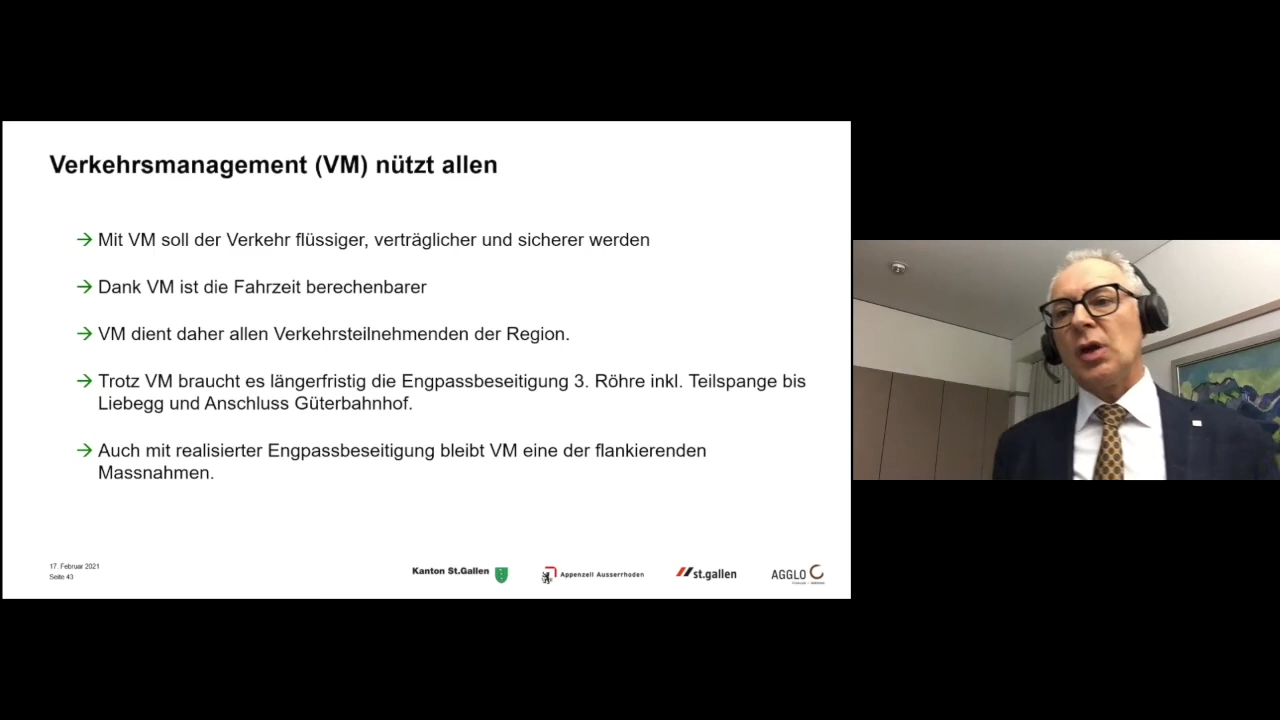 Verkehrsmanagement (VM) nützt allen
→ Mit VM soll der Verkehr flüssiger, verträglicher und sicherer werden
→ Dank VM ist die Fahrzeit berechenbarer
→ VM dient daher allen Verkehrsteilnehmenden der Region.
→ Trotz VM braucht es längerfristig die Engpassbeseitigung 3. Röhre inkl. Teilspange bis
Liebegg und Anschluss Güterbahnhof.
→ Auch mit realisierter Engpassbeseitigung bleibt VM eine der flankierenden
Massnahmen.
17. Februar 2021
Seite 43
Kanton St.Gallen
Appenzell Ausserrhoden
st.gallen
AGGLO